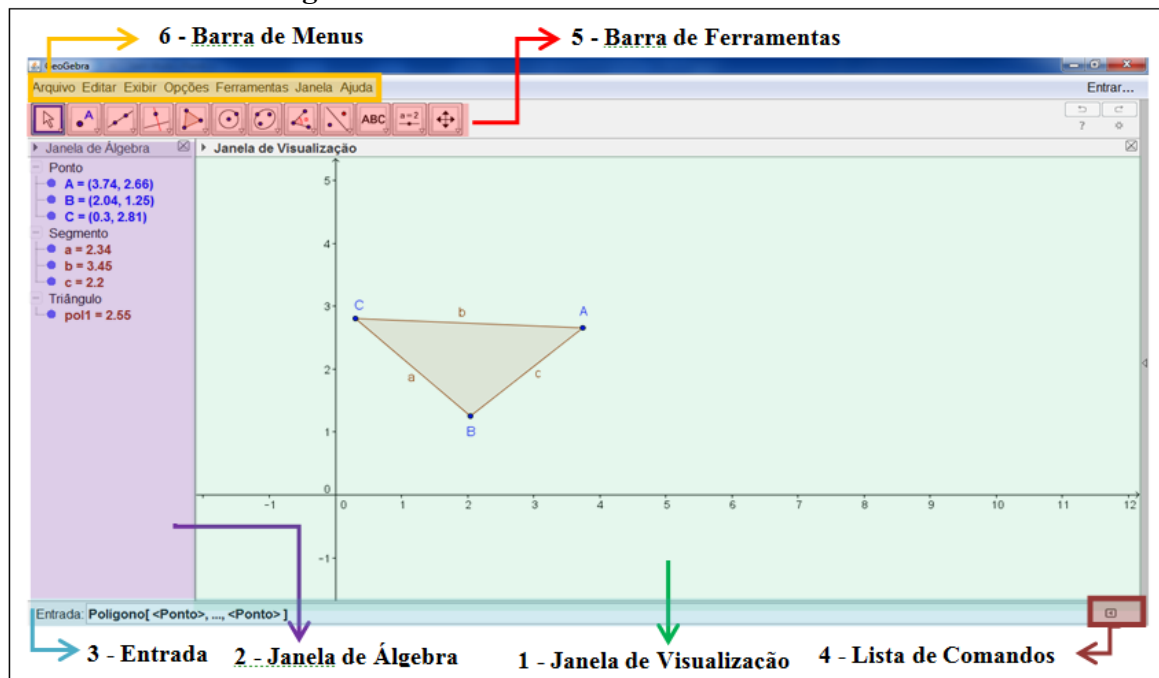 6 - Barra de Menus
5 - Barra de Ferramentas
GeoGebra
Arquivo Editar Exibir Opções Ferramentas Janela Ajuda
Entrar...
A
ABC
a=2
?
Janela de Álgebra
Janela de Visualização
Ponto
A = (3.74, 2.66)
B = (2.04, 1.25)
C = (0.3, 2.81)
Segmento
a = 2.34
b = 3.45
c = 2.2
Triângulo
pol1 = 2.55
5
4
3
2
1
0
-1
C
b
A
a
c
B
-1 0 1 2 3 4 5 6 7 8 9 10 11 12
Entrada: Poligono[ <Ponto>, ..., <Ponto> ]
3 - Entrada
2 - Janela de Álgebra
1 - Janela de Visualização
4 - Lista de Comandos